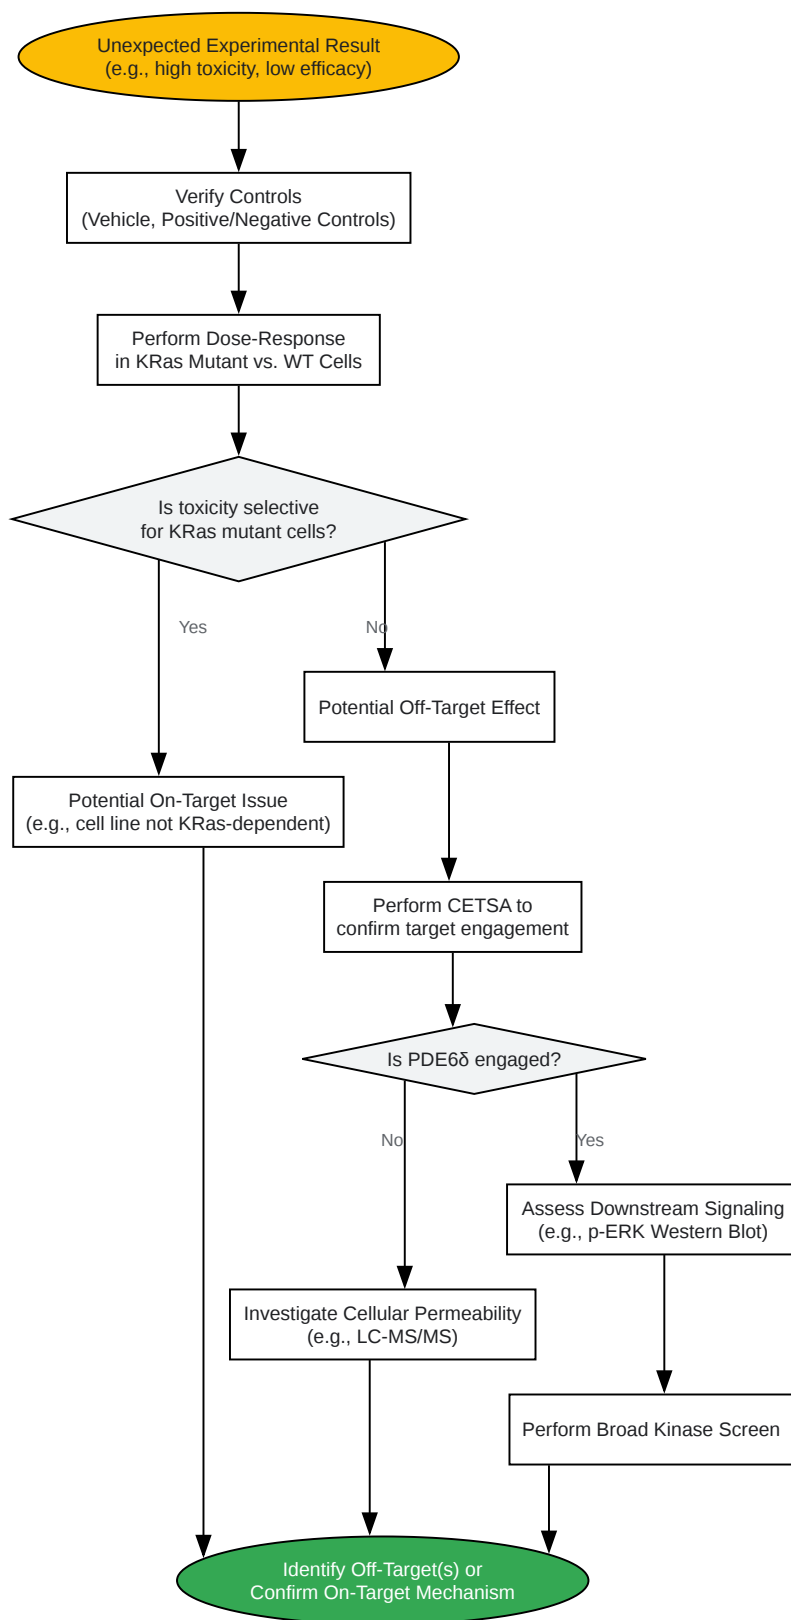 Unexpected Experimental Result
(e.g., high toxicity, low efficacy)
Verify Controls
(Vehicle, Positive/Negative Controls)
Perform Dose-Response
in KRas Mutant vs. WT Cells
Is toxicity selective
for KRas mutant cells?
Yes
No
Potential Off-Target Effect
Potential On-Target Issue
(e.g., cell line not KRas-dependent)
Perform CETSA to
confirm target engagement
Is PDE6δ engaged?
No
Yes
Assess Downstream Signaling
(e.g., p-ERK Western Blot)
Investigate Cellular Permeability
(e.g., LC-MS/MS)
Perform Broad Kinase Screen
Identify Off-Target(s) or
Confirm On-Target Mechanism